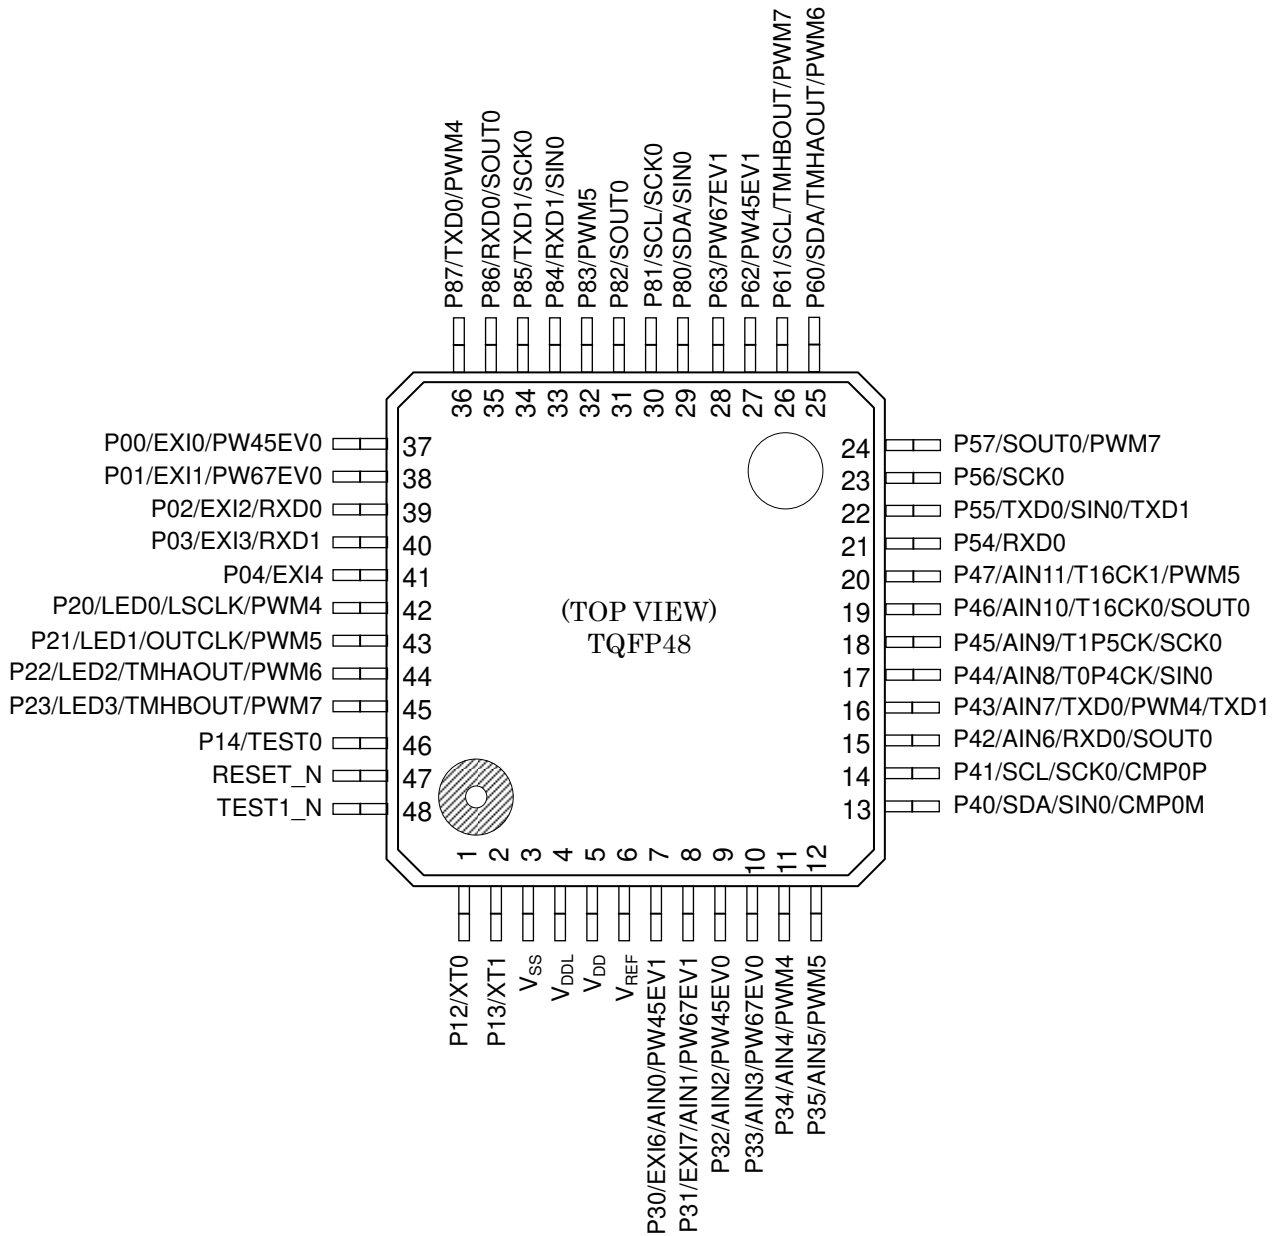 P87/TXD0/PWM4
P86/RXD0/SOUT0
P85/TXD1/SCK0
P84/RXD1/SIN0
P83/PWM5
P82/SOUT0
P81/SCL/SCK0
P80/SDA/SIN0
P63/PW67EV1
P62/PW45EV1
P61/SCL/TMHBOUT/PWM7
P60/SDA/TMHAOUT/PWM6
36
35
34
33
32
31
30
29
28
27
26
25
P00/EXI0/PW45EV0 37
P01/EXI1/PW67EV0 38
P02/EXI2/RXD0 39
P03/EXI3/RXD1 40
P04/EXI4 41
P20/LED0/LSCLK/PWM4 42
P21/LED1/OUTCLK/PWM5 43
P22/LED2/TMHAOUT/PWM6 44
P23/LED3/TMHBOUT/PWM7 45
P14/TEST0 46
RESET_N 47
TEST1_N 48
(TOP VIEW)
TQFP48
24 P57/SOUT0/PWM7
23 P56/SCK0
22 P55/TXD0/SIN0/TXD1
21 P54/RXD0
20 P47/AIN11/T16CK1/PWM5
19 P46/AIN10/T16CK0/SOUT0
18 P45/AIN9/T1P5CK/SCK0
17 P44/AIN8/T0P4CK/SIN0
16 P43/AIN7/TXD0/PWM4/TXD1
15 P42/AIN6/RXD0/SOUT0
14 P41/SCL/SCK0/CMP0P
13 P40/SDA/SIN0/CMP0M
1
2
3
4
5
6
7
8
9
10
11
12
P12/XT0
P13/XT1
VSS
VDDL
VDD
VREF
P30/EXI6/AIN0/PW45EV1
P31/EXI7/AIN1/PW67EV1
P32/AIN2/PW45EV0
P33/AIN3/PW67EV0
P34/AIN4/PWM4
P35/AIN5/PWM5